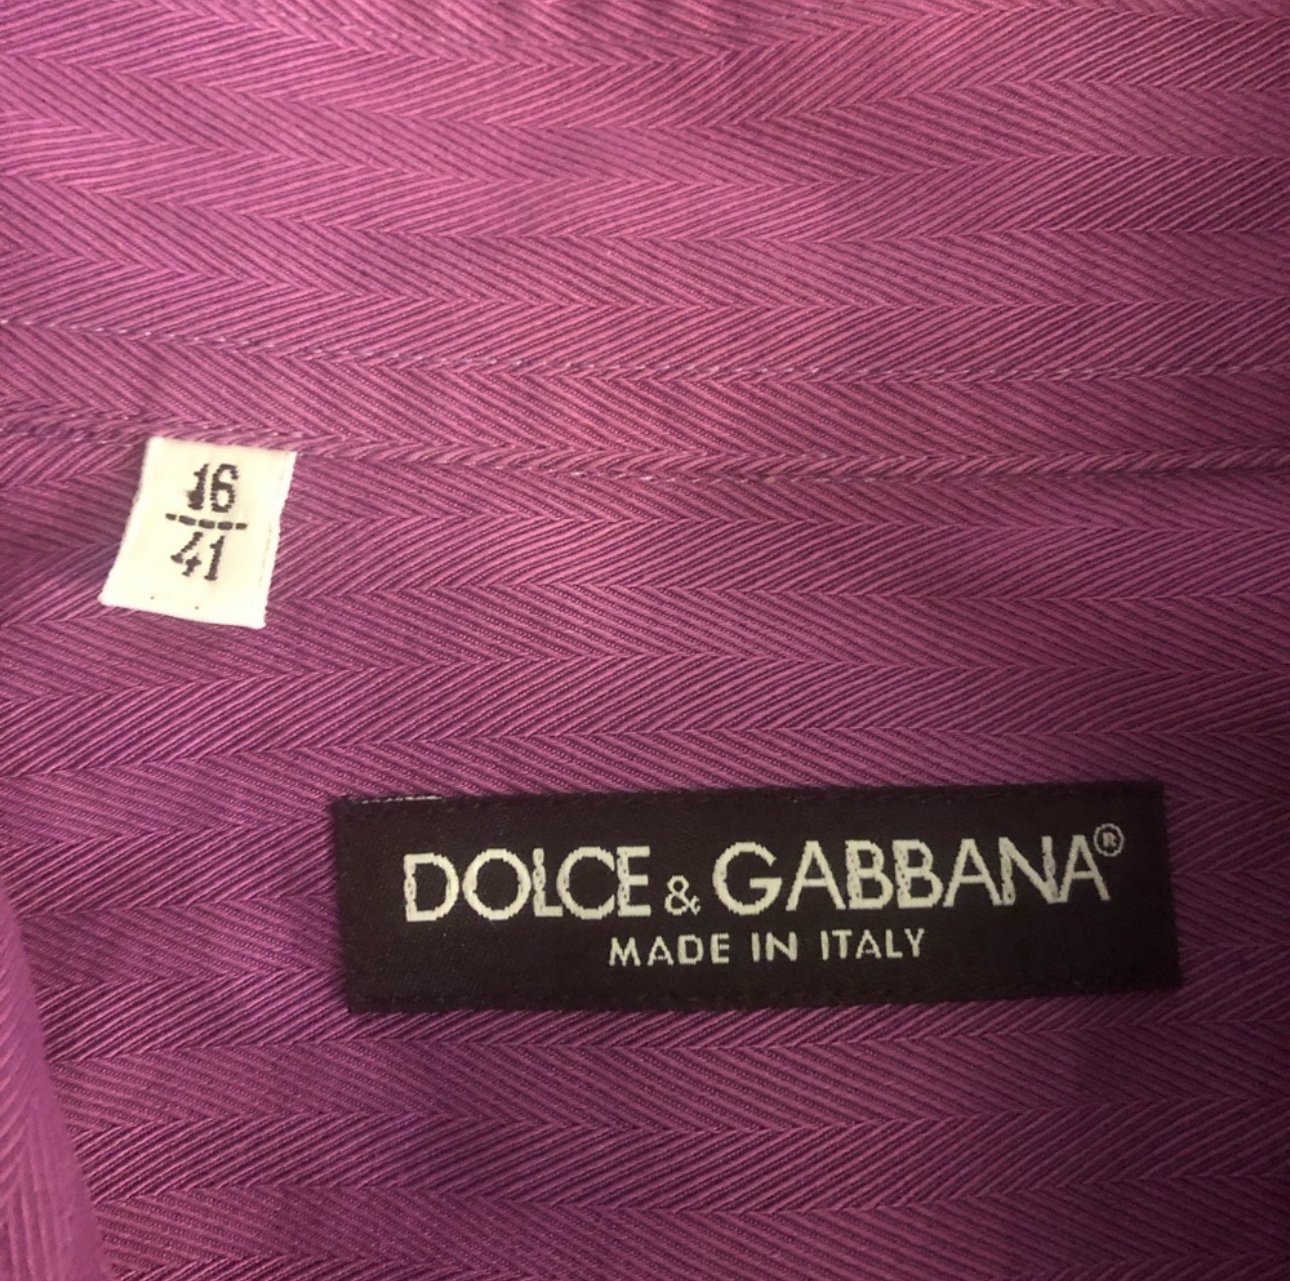 16
41
DOLCE & GABBANA®
MADE IN ITALY